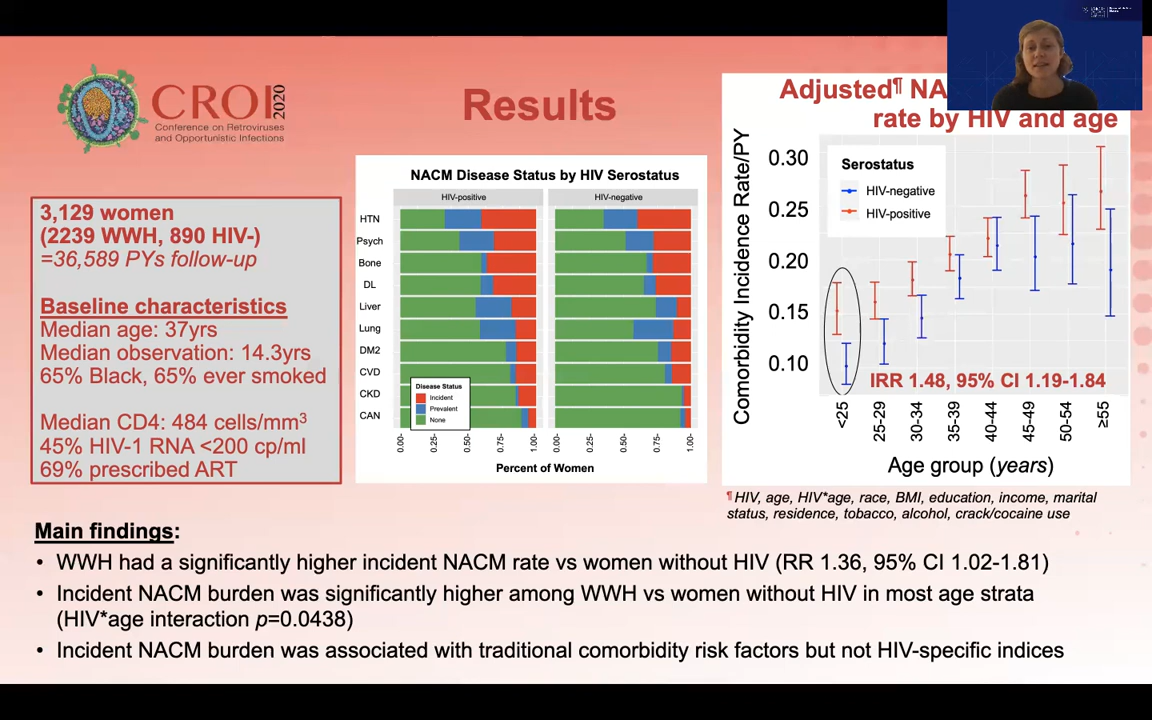 CROI 2020
Conference on Retroviruses
and Opportunistic Infections
Results
3,129 women
(2239 WWH, 890 HIV-)
=36,589 PYs follow-up
Baseline characteristics
Median age: 37yrs
Median observation: 14.3yrs
65% Black, 65% ever smoked
Median CD4: 484 cells/mm³
45% HIV-1 RNA <200 cp/ml
69% prescribed ART
NACM Disease Status by HIV Serostatus
HIV-positive
HIV-negative
HTN
Psych
Bone
DL
Liver
Lung
DM2
CVD
CKD
CAN
Disease Status
Incident
Prevalent
None
0.00-
0.25-
0.50-
0.75-
1.00-
0.00-
0.25-
0.50-
0.75-
1.00-
Percent of Women
Adjusted¶ NA
rate by HIV and age
Comorbidity Incidence Rate/PY
0.30
0.25
0.20
0.15
0.10
Serostatus
HIV-negative
HIV-positive
IRR 1.48, 95% CI 1.19-1.84
<25
25-29
30-34
35-39
40-44
45-49
50-54
≥55
Age group (years)
¶ HIV, age, HIV*age, race, BMI, education, income, marital
status, residence, tobacco, alcohol, crack/cocaine use
Main findings:
• WWH had a significantly higher incident NACM rate vs women without HIV (RR 1.36, 95% CI 1.02-1.81)
• Incident NACM burden was significantly higher among WWH vs women without HIV in most age strata
(HIV*age interaction p=0.0438)
• Incident NACM burden was associated with traditional comorbidity risk factors but not HIV-specific indices